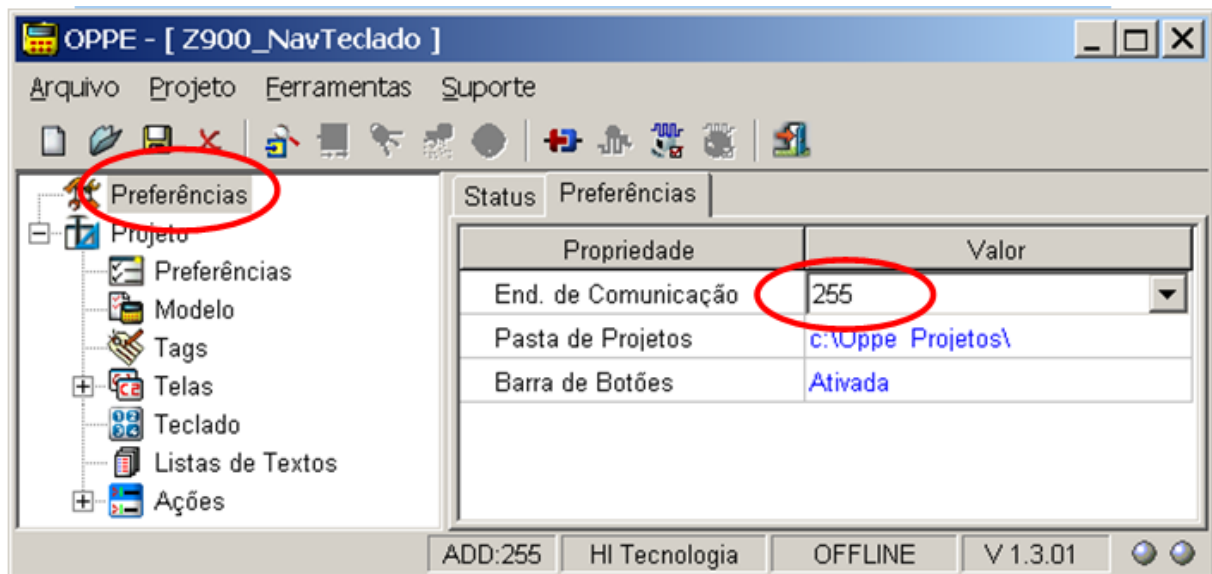 OPPE - [ Z900_NavTeclado ]
Arquivo Projeto Ferramentas Suporte
Preferências
Projeto
Preferências
Modelo
Tags
Telas
Teclado
Listas de Textos
Ações
Status Preferências
Propriedade Valor
End. de Comunicação 255
Pasta de Projetos c:\Oppe Projetos\
Barra de Botões Ativada
ADD:255 HI Tecnologia OFFLINE V 1.3.01